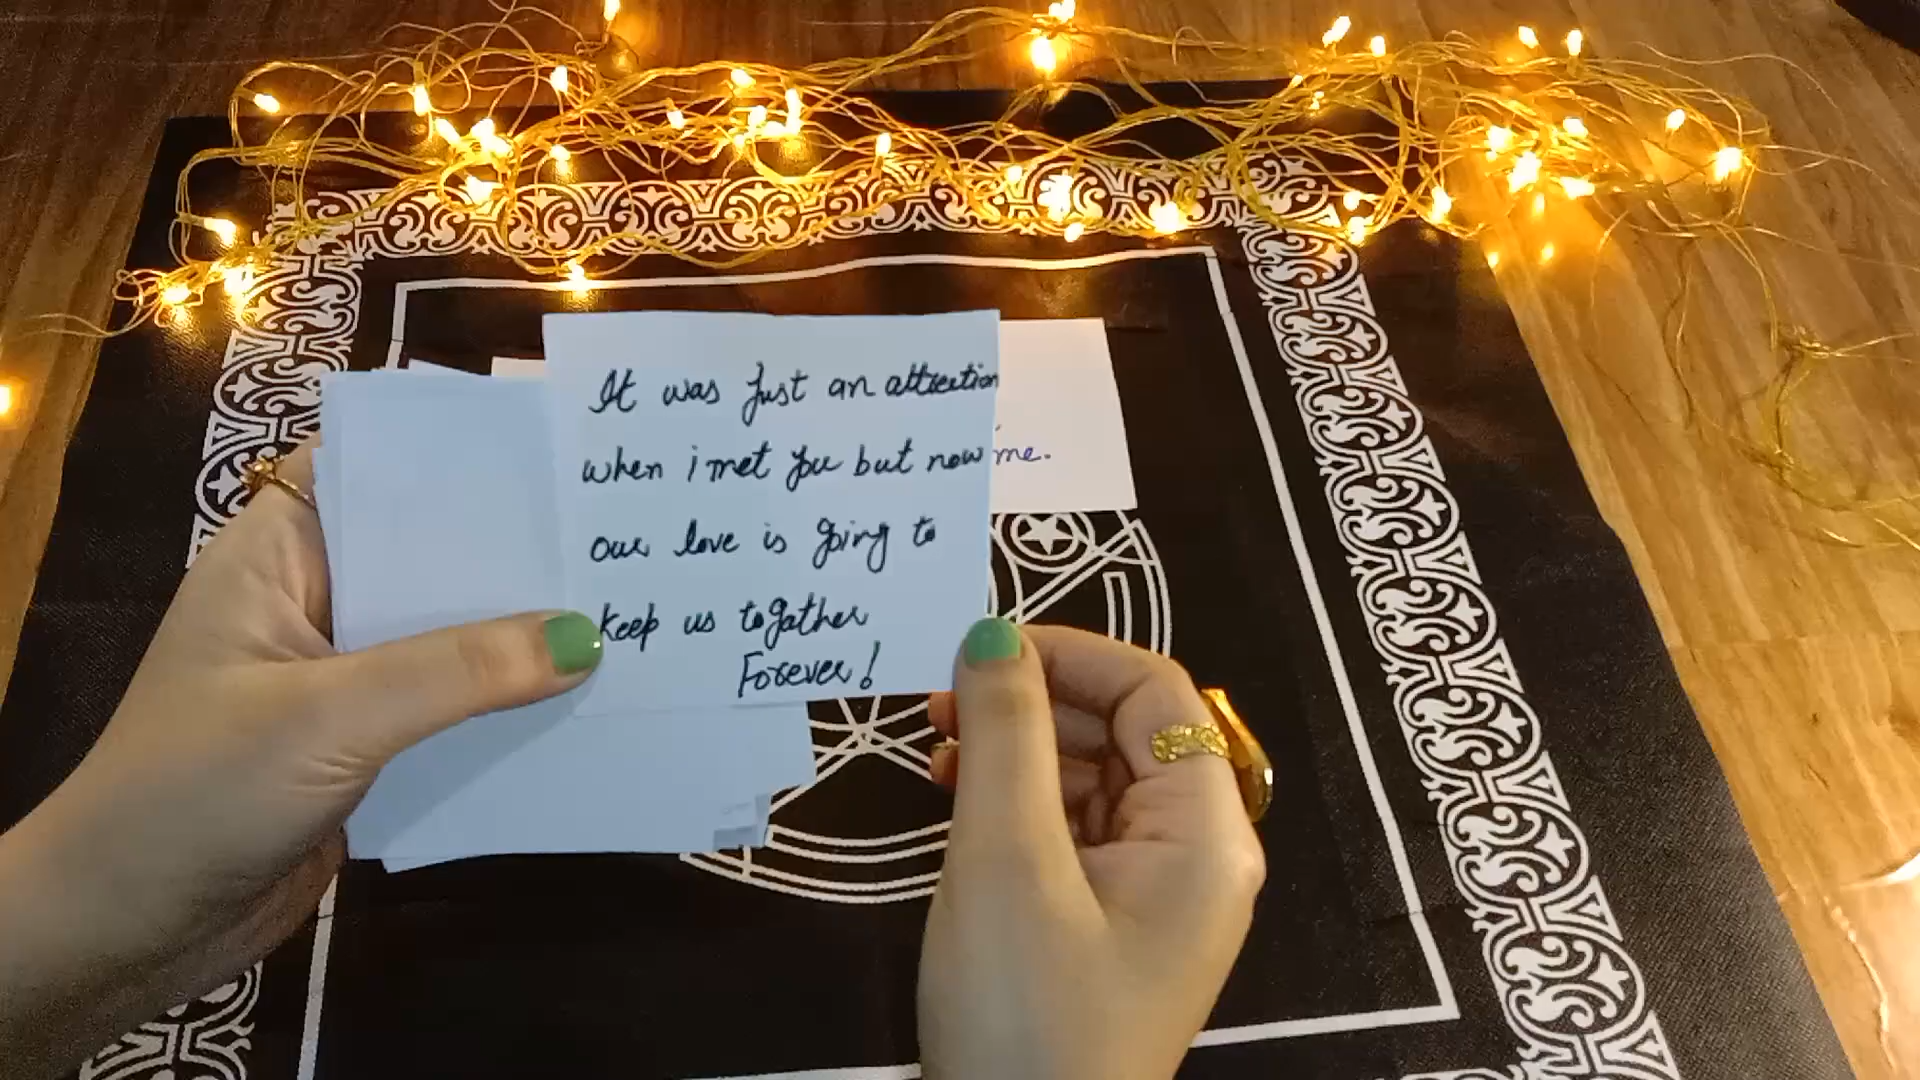 It was Just an attraction
when i met you but now
me.
our love is going to
keep us togather
Forever!